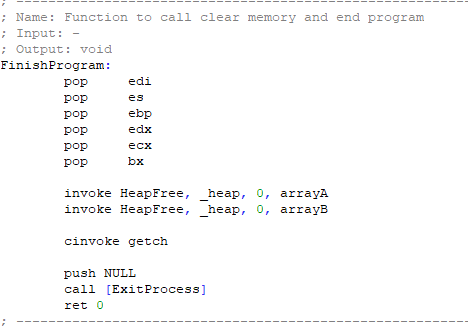 ; ---------------------------------------------------------
; Name: Function to call clear memory and end program
; Input: -
; Output: void
FinishProgram:
pop edi
pop es
pop ebp
pop edx
pop ecx
pop bx
invoke HeapFree, _heap, 0, arrayA
invoke HeapFree, _heap, 0, arrayB
cinvoke getch
push NULL
call [ExitProcess]
ret 0
; ---------------------------------------------------------